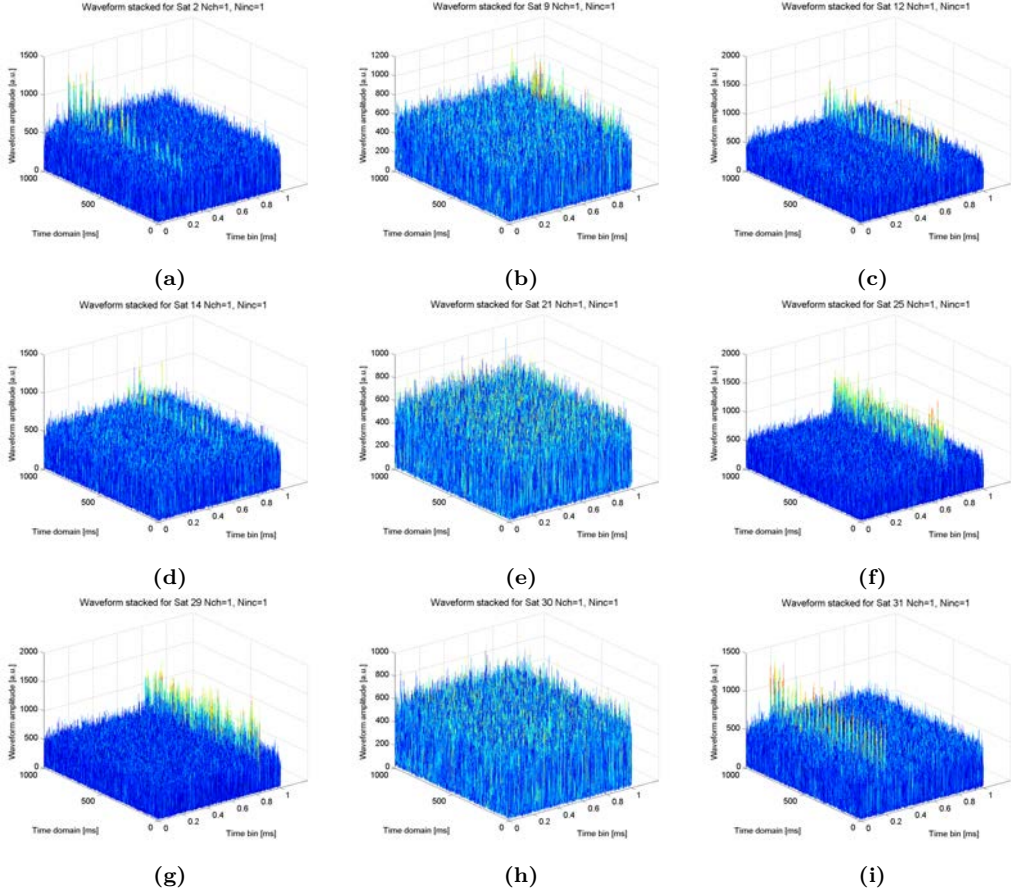 Waveform stacked for Sat 2 Nch=1, Ninc=1
1500
1000
500
0
Waveform amplitude [a.u.]
1000
500
0
Time domain [ms]
0
0.2
0.4
0.6
0.8
1
Time bin [ms]
(a)
Waveform stacked for Sat 9 Nch=1, Ninc=1
1200
1000
800
600
400
200
0
Waveform amplitude [a.u.]
1000
500
0
Time domain [ms]
0
0.2
0.4
0.6
0.8
1
Time bin [ms]
(b)
Waveform stacked for Sat 12 Nch=1, Ninc=1
2000
1500
1000
500
0
Waveform amplitude [a.u.]
1000
500
0
Time domain [ms]
0
0.2
0.4
0.6
0.8
1
Time bin [ms]
(c)
Waveform stacked for Sat 14 Nch=1, Ninc=1
1500
1000
500
0
Waveform amplitude [a.u.]
1000
500
0
Time domain [ms]
0
0.2
0.4
0.6
0.8
1
Time bin [ms]
(d)
Waveform stacked for Sat 21 Nch=1, Ninc=1
1000
800
600
400
200
0
Waveform amplitude [a.u.]
1000
500
0
Time domain [ms]
0
0.2
0.4
0.6
0.8
1
Time bin [ms]
(e)
Waveform stacked for Sat 25 Nch=1, Ninc=1
2000
1500
1000
500
0
Waveform amplitude [a.u.]
1000
500
0
Time domain [ms]
0
0.2
0.4
0.6
0.8
1
Time bin [ms]
(f)
Waveform stacked for Sat 29 Nch=1, Ninc=1
2000
1500
1000
500
0
Waveform amplitude [a.u.]
1000
500
0
Time domain [ms]
0
0.2
0.4
0.6
0.8
1
Time bin [ms]
(g)
Waveform stacked for Sat 30 Nch=1, Ninc=1
1000
800
600
400
200
0
Waveform amplitude [a.u.]
1000
500
0
Time domain [ms]
0
0.2
0.4
0.6
0.8
1
Time bin [ms]
(h)
Waveform stacked for Sat 31 Nch=1, Ninc=1
1500
1000
500
0
Waveform amplitude [a.u.]
1000
500
0
Time domain [ms]
0
0.2
0.4
0.6
0.8
1
Time bin [ms]
(i)